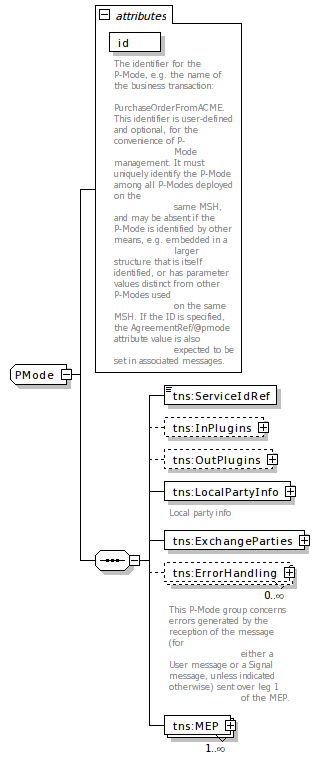 attributes
id
The identifier for the
P-Mode, e.g. the name of
the business transaction:
PurchaseOrderFromACME.
This identifier is user-defined
and optional, for the
convenience of P-
Mode
management. It must
uniquely identify the P-Mode
among all P-Modes deployed
on the
same MSH,
and may be absent if the
P-Mode is identified by other
means, e.g. embedded in a
larger
structure that is itself
identified, or has parameter
values distinct from other
P-Modes used
on the same
MSH. If the ID is specified,
the AgreementRef/@pmode
attribute value is also
expected to be
set in associated messages.
PMode
tns:ServiceIdRef
tns:InPlugins
tns:OutPlugins
tns:LocalPartyInfo
Local party info
tns:ExchangeParties
tns:ErrorHandling
0..∞
This P-Mode group concerns
errors generated by the
reception of the message
(for
either a
User message or a Signal
message, unless indicated
otherwise) sent over leg 1
of the MEP.
tns:MEP
1..∞